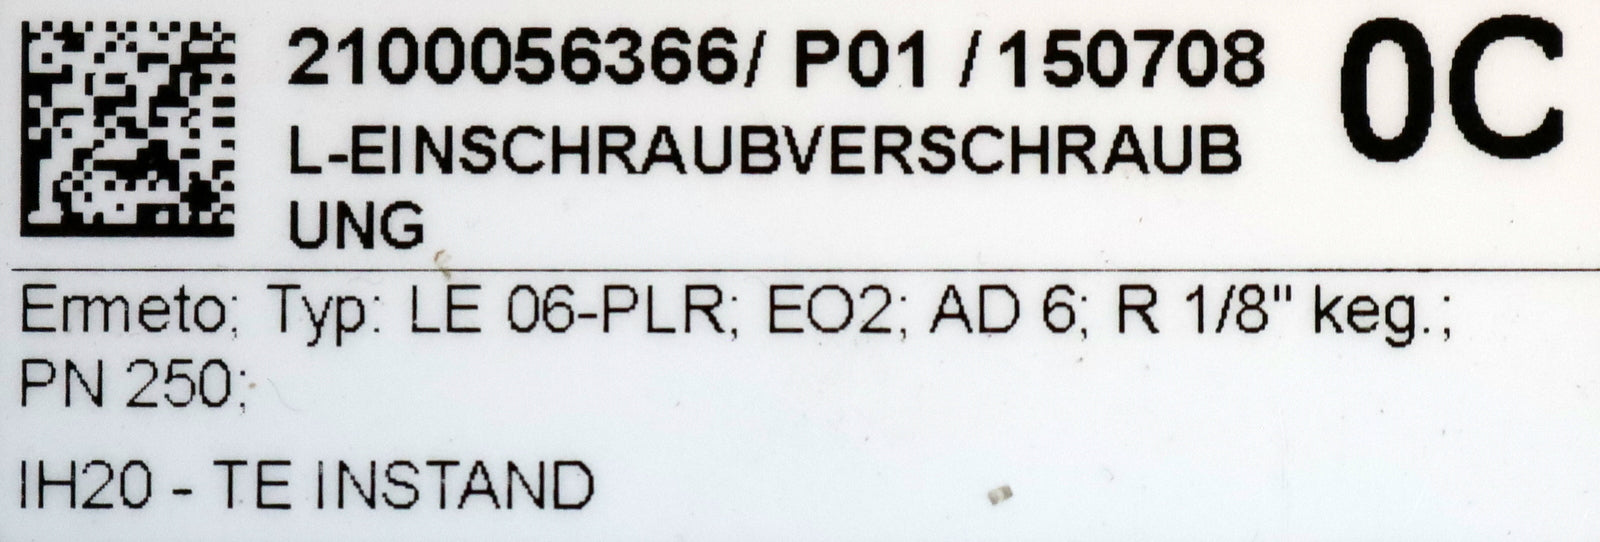 2100056366/ P01 /150708 0C
L-EINSCHRAUBVERSCHRAUB
UNG
Ermeto; Typ: LE 06-PLR; EO2; AD 6; R 1/8" keg.;
PN 250;
IH20 - TE INSTAND